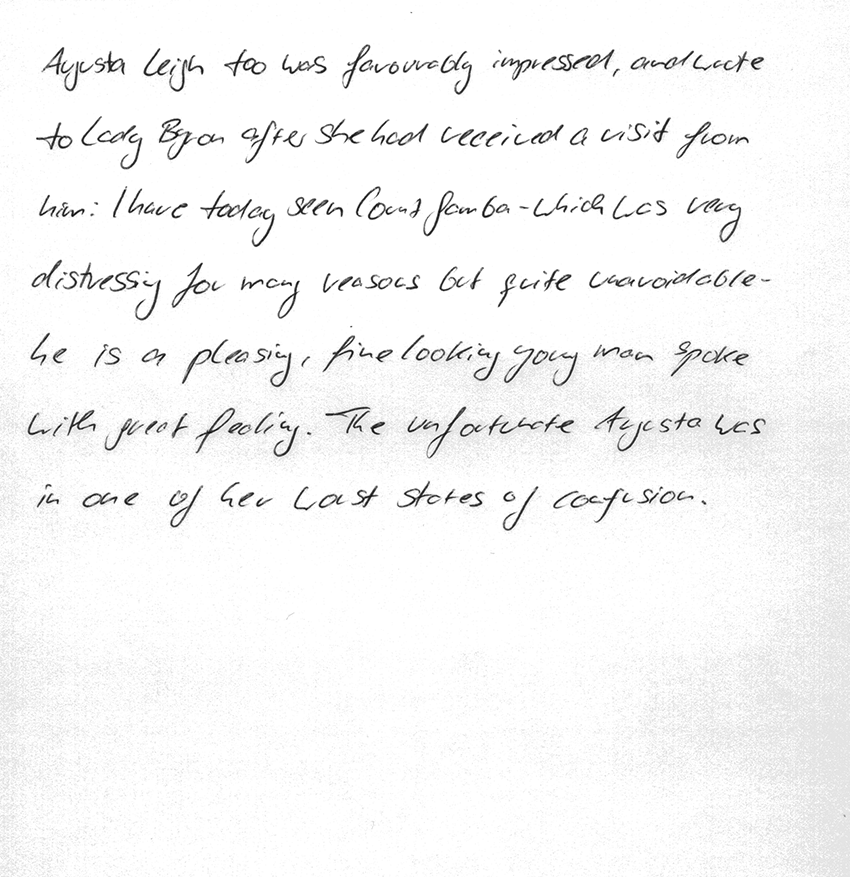 Augusta Leigh too was favourably impressed, and wrote
to Lady Byron after she had received a visit from
him: I have today seen Count Gamba - which was very
distressing for many reasons but quite unavoidable -
he is a pleasing, fine looking young man spoke
with great feeling. The unfortunate Augusta was
in one of her worst states of confusion.